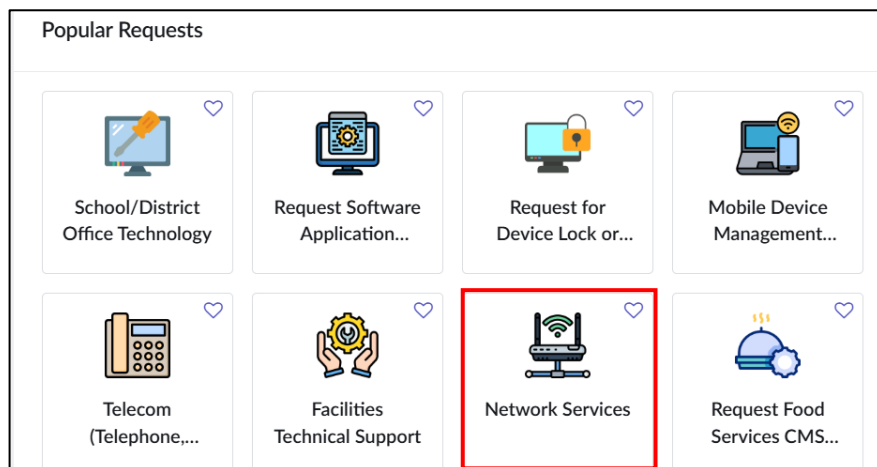 Popular Requests
School/District
Office Technology
Request Software
Application...
Request for
Device Lock or...
Mobile Device
Management...
Telecom
(Telephone,...
Facilities
Technical Support
Network Services
Request Food
Services CMS...